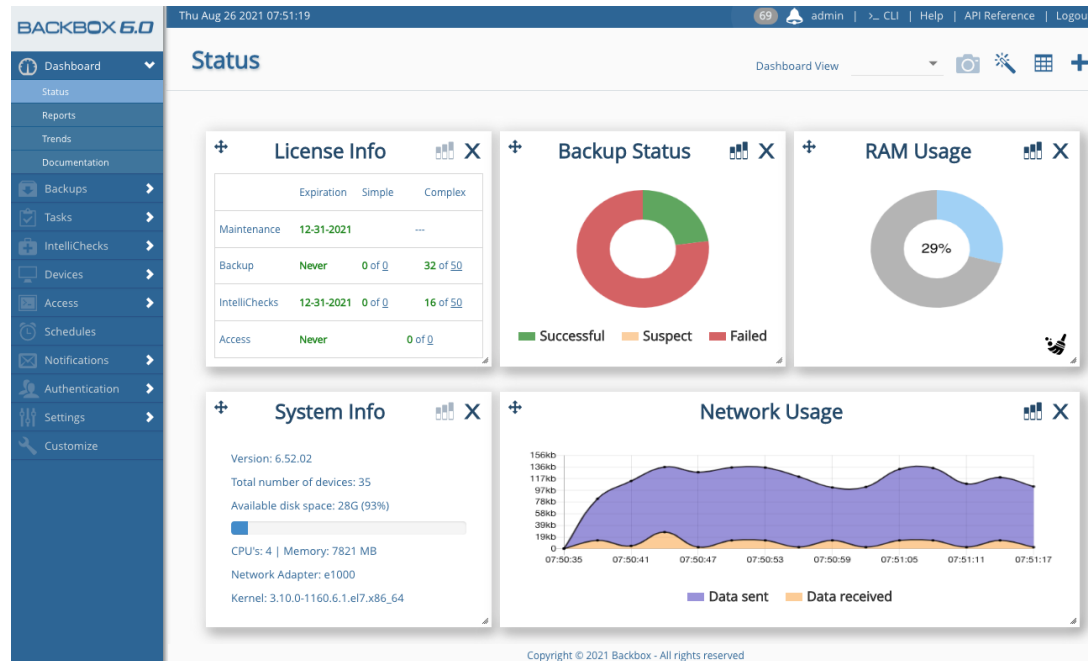 BACKBOX 6.0
Thu Aug 26 2021 07:51:19
69 admin | >_ CLI | Help | API Reference | Logou
Dashboard
Status
Reports
Trends
Documentation
Backups
Tasks
IntelliChecks
Devices
Access
Schedules
Notifications
Authentication
Settings
Customize
Status
Dashboard View
License Info
Expiration Simple Complex
Maintenance 12-31-2021 ---
Backup Never 0 of 0 32 of 50
IntelliChecks 12-31-2021 0 of 0 16 of 50
Access Never 0 of 0
Backup Status
Successful Suspect Failed
RAM Usage
29%
System Info
Version: 6.52.02
Total number of devices: 35
Available disk space: 28G (93%)
CPU's: 4 | Memory: 7821 MB
Network Adapter: e1000
Kernel: 3.10.0-1160.6.1.el7.x86_64
Network Usage
156kb
136kb
117kb
97kb
78kb
58kb
39kb
19kb
0
07:50:35 07:50:41 07:50:47 07:50:53 07:50:59 07:51:05 07:51:11 07:51:17
Data sent Data received
Copyright © 2021 Backbox - All rights reserved